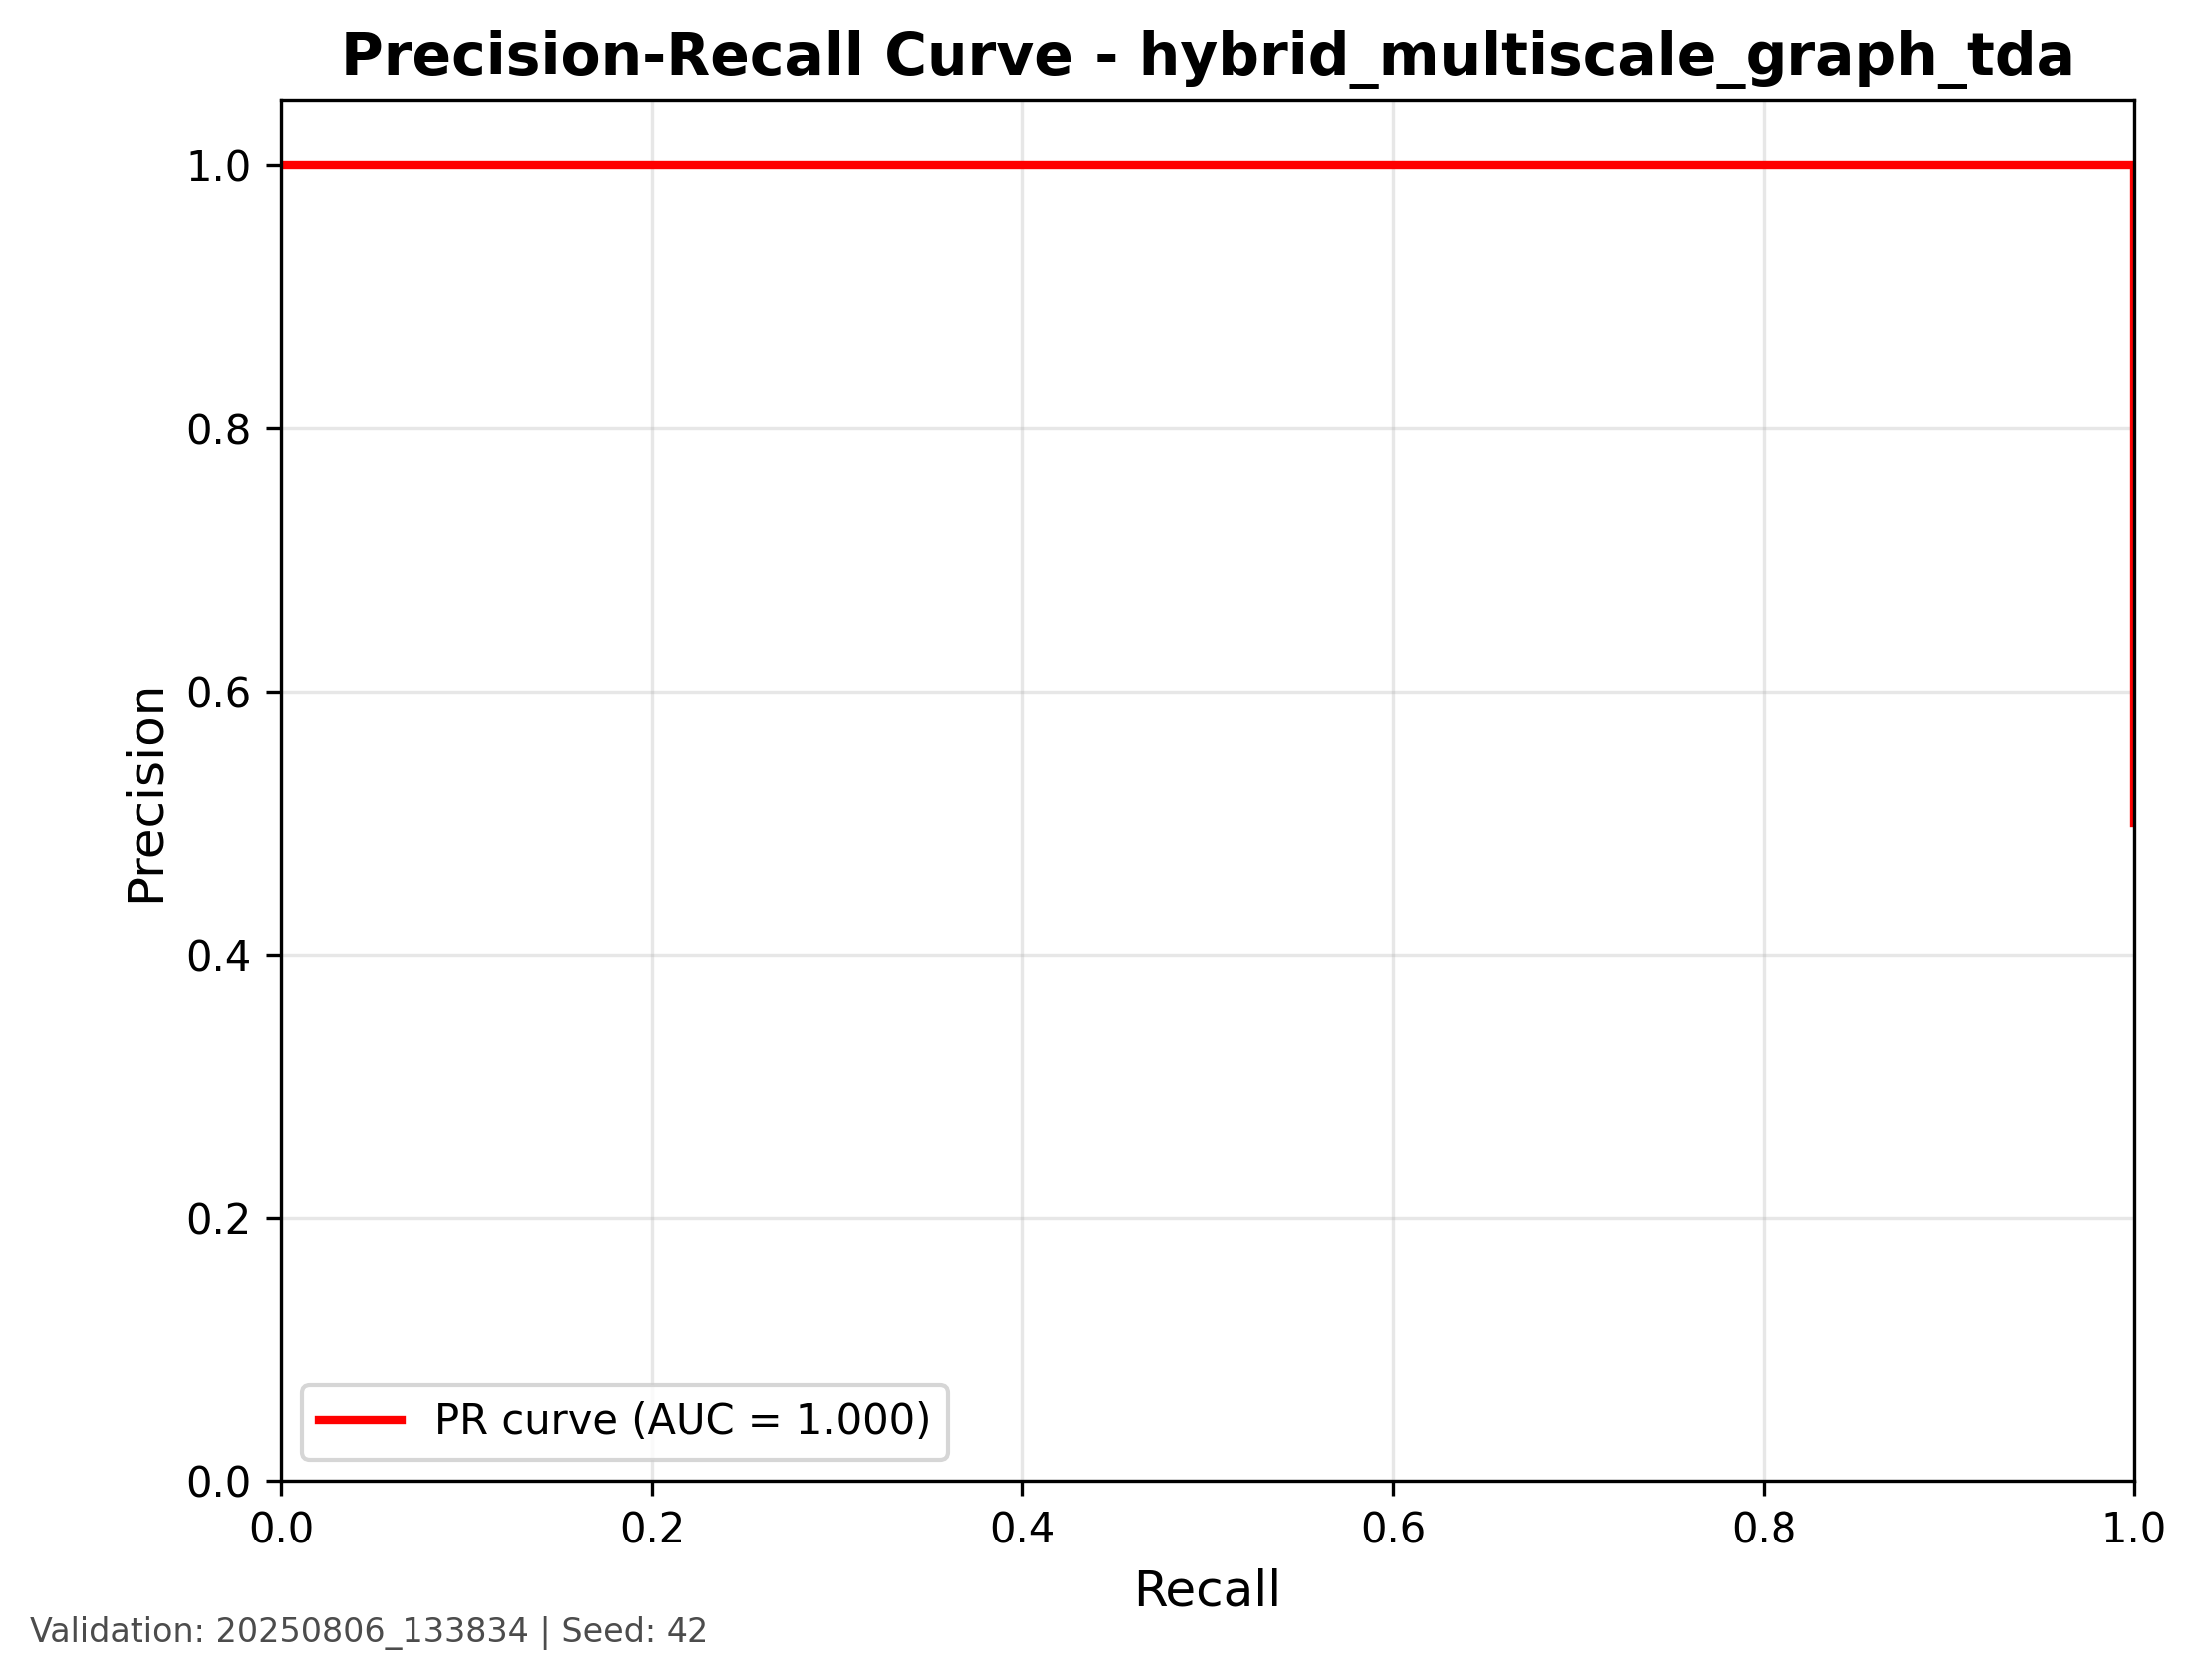 Precision-Recall Curve - hybrid_multiscale_graph_tda
1.0
0.8
0.6
0.4
0.2
0.0
Precision
PR curve (AUC = 1.000)
0.0 0.2 0.4 0.6 0.8 1.0
Recall
Validation: 20250806_133834 | Seed: 42